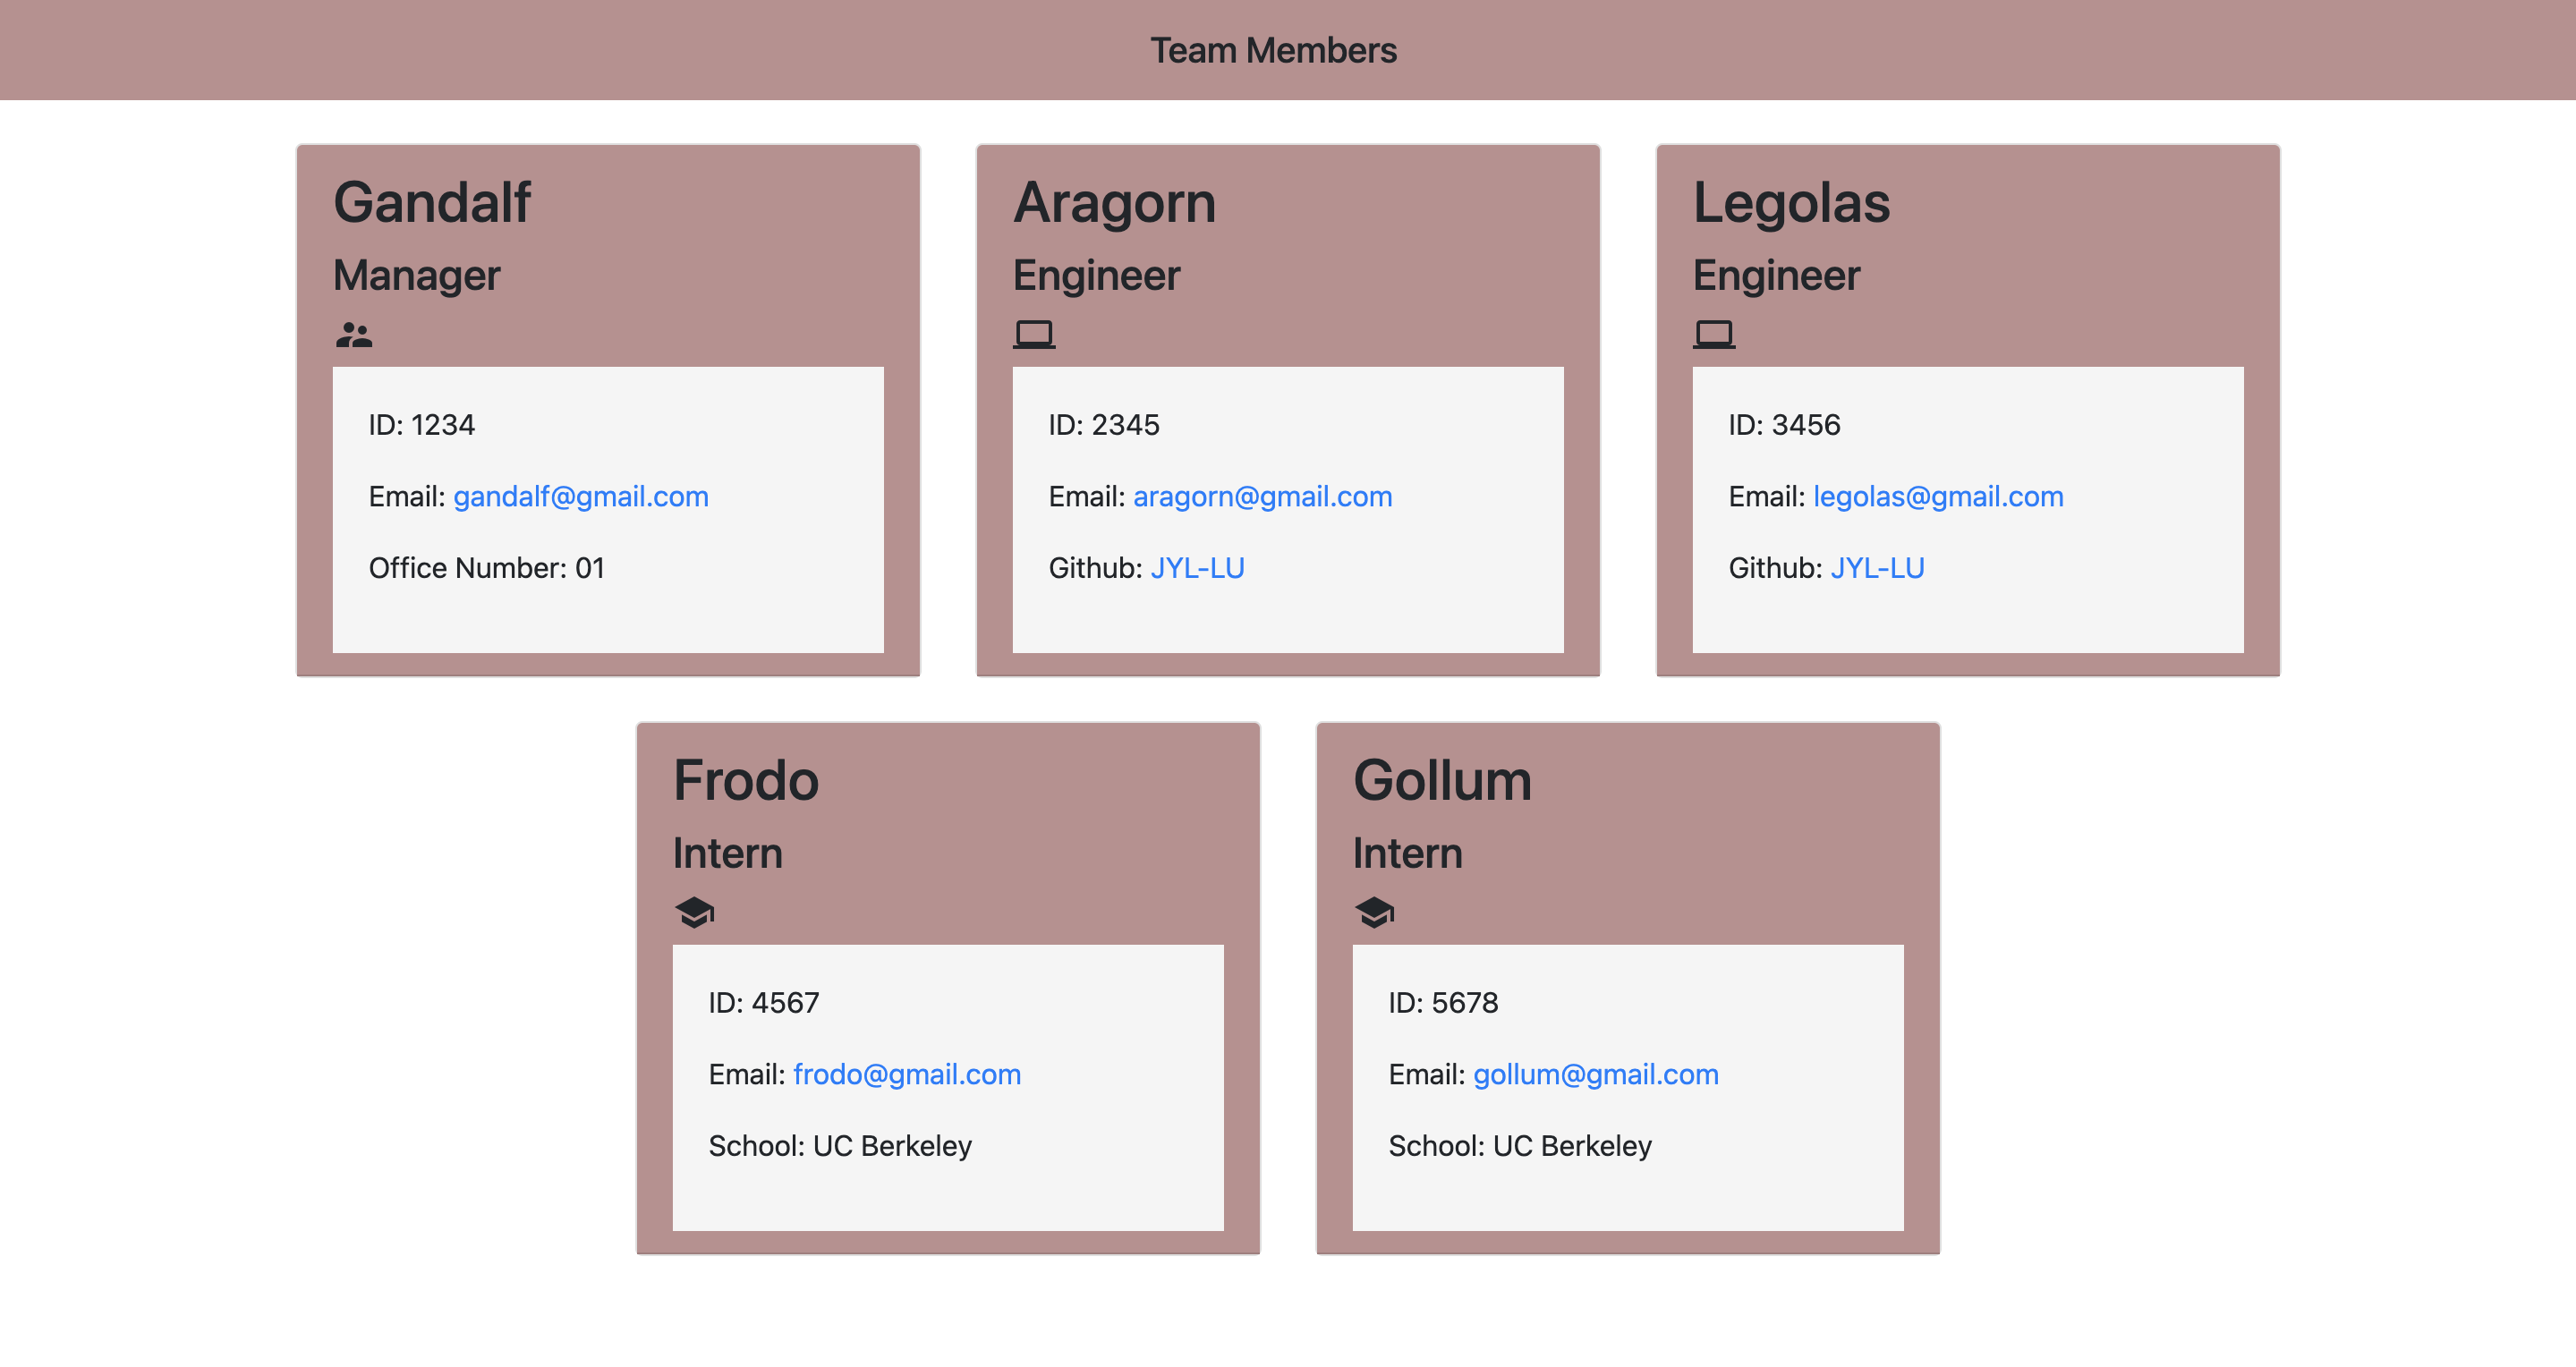 Team Members
Gandalf
Manager
ID: 1234
Email: gandalf@gmail.com
Office Number: 01
Aragorn
Engineer
ID: 2345
Email: aragorn@gmail.com
Github: JYL-LU
Legolas
Engineer
ID: 3456
Email: legolas@gmail.com
Github: JYL-LU
Frodo
Intern
ID: 4567
Email: frodo@gmail.com
School: UC Berkeley
Gollum
Intern
ID: 5678
Email: gollum@gmail.com
School: UC Berkeley